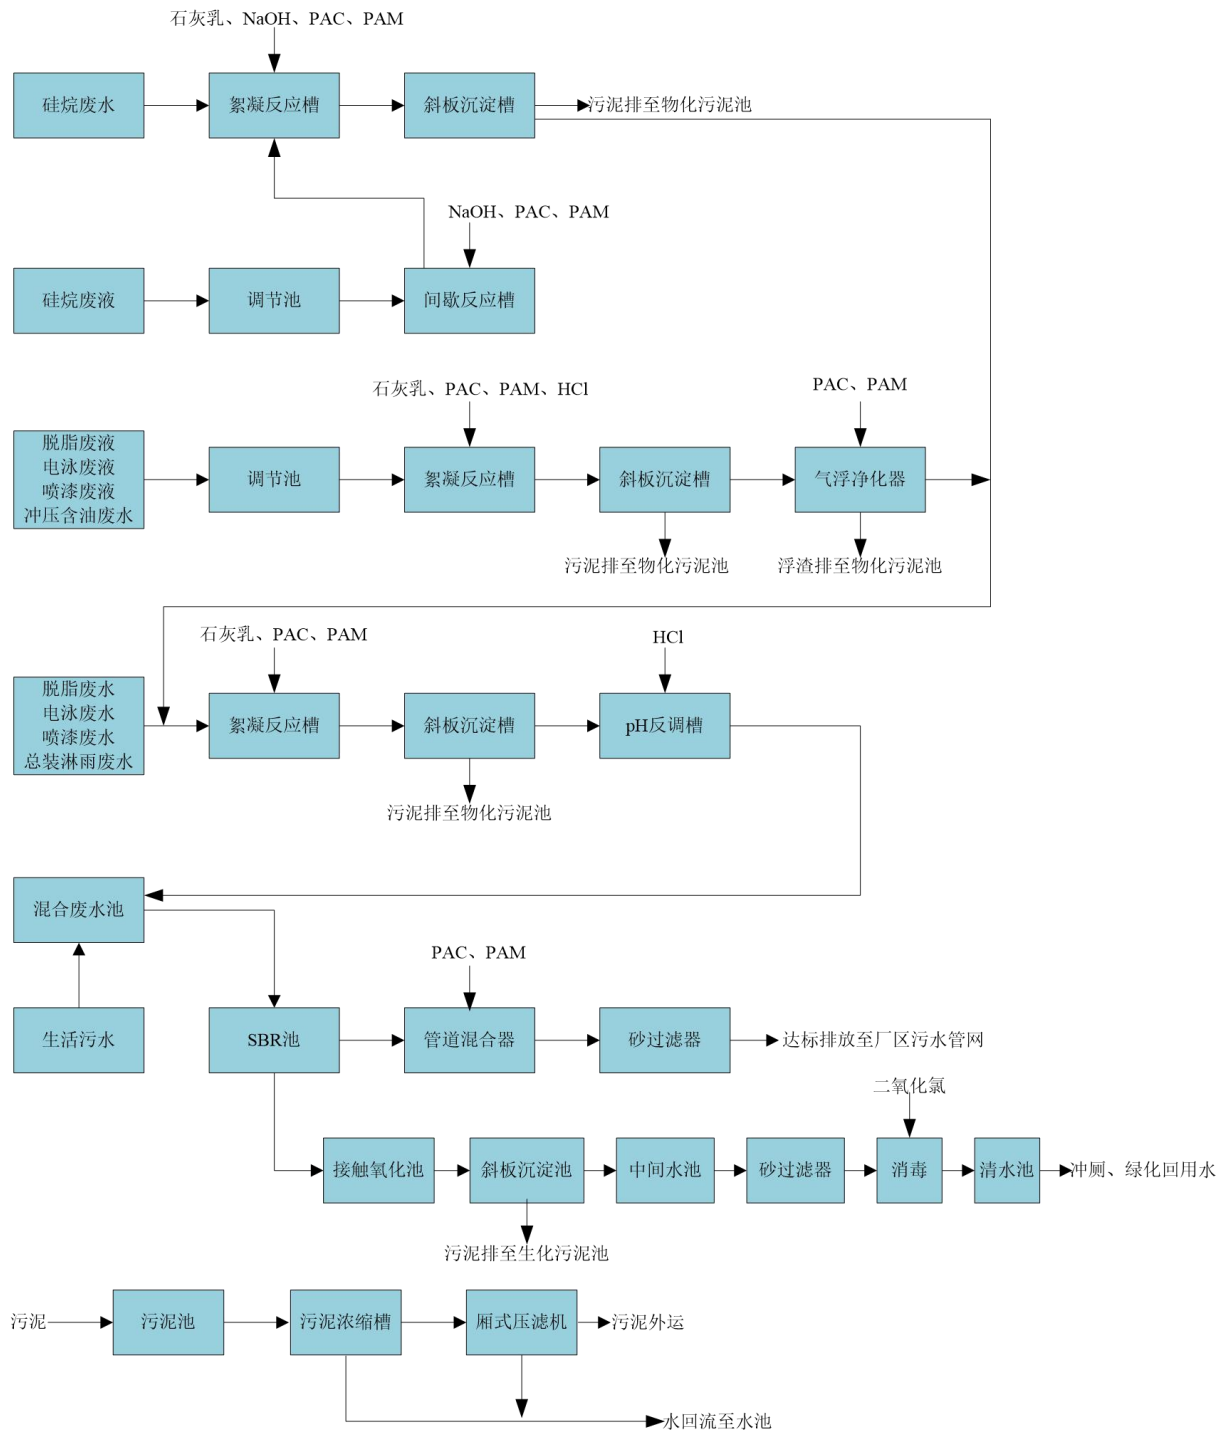 石灰乳、NaOH、PAC、PAM
硅烷废水
絮凝反应槽
斜板沉淀槽
污泥排至物化污泥池
NaOH、PAC、PAM
硅烷废液
调节池
间歇反应槽
石灰乳、PAC、PAM、HCl
PAC、PAM
脱脂废液
电泳废液
喷漆废液
冲压含油废水
调节池
絮凝反应槽
斜板沉淀槽
气浮净化器
污泥排至物化污泥池
浮渣排至物化污泥池
石灰乳、PAC、PAM
HCl
脱脂废水
电泳废水
喷漆废水
总装淋雨废水
絮凝反应槽
斜板沉淀槽
pH反调槽
污泥排至物化污泥池
混合废水池
PAC、PAM
生活污水
SBR池
管道混合器
砂过滤器
达标排放至厂区污水管网
二氧化氯
接触氧化池
斜板沉淀池
中间水池
砂过滤器
消毒
清水池
冲厕、绿化回用水
污泥排至生化污泥池
污泥
污泥池
污泥浓缩槽
厢式压滤机
污泥外运
水回流至水池